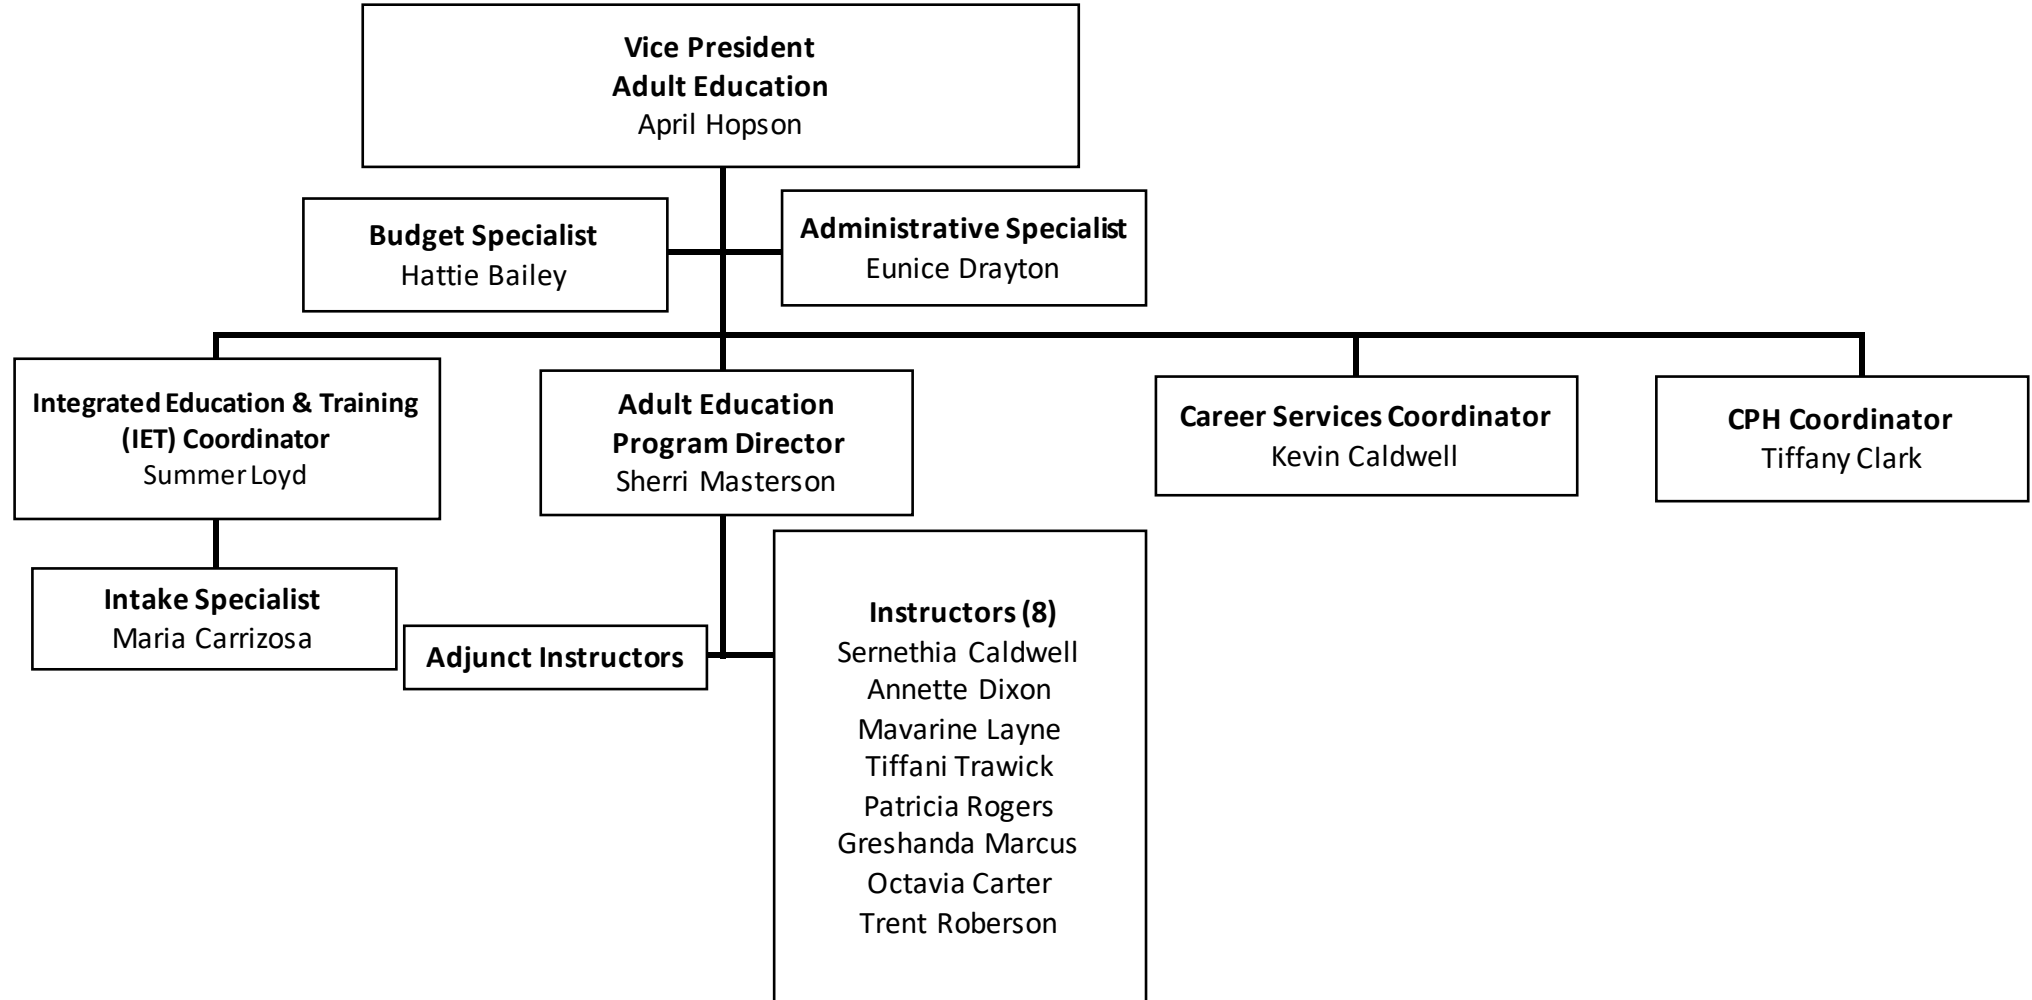 Vice President
Adult Education
April Hopson
Budget Specialist
Hattie Bailey
Administrative Specialist
Eunice Drayton
Integrated Education & Training
(IET) Coordinator
Summer Loyd
Adult Education
Program Director
Sherri Masterson
Career Services Coordinator
Kevin Caldwell
CPH Coordinator
Tiffany Clark
Intake Specialist
Maria Carrizosa
Adjunct Instructors
Instructors (8)
Sernethia Caldwell
Annette Dixon
Mavarine Layne
Tiffani Trawick
Patricia Rogers
Greshanda Marcus
Octavia Carter
Trent Roberson